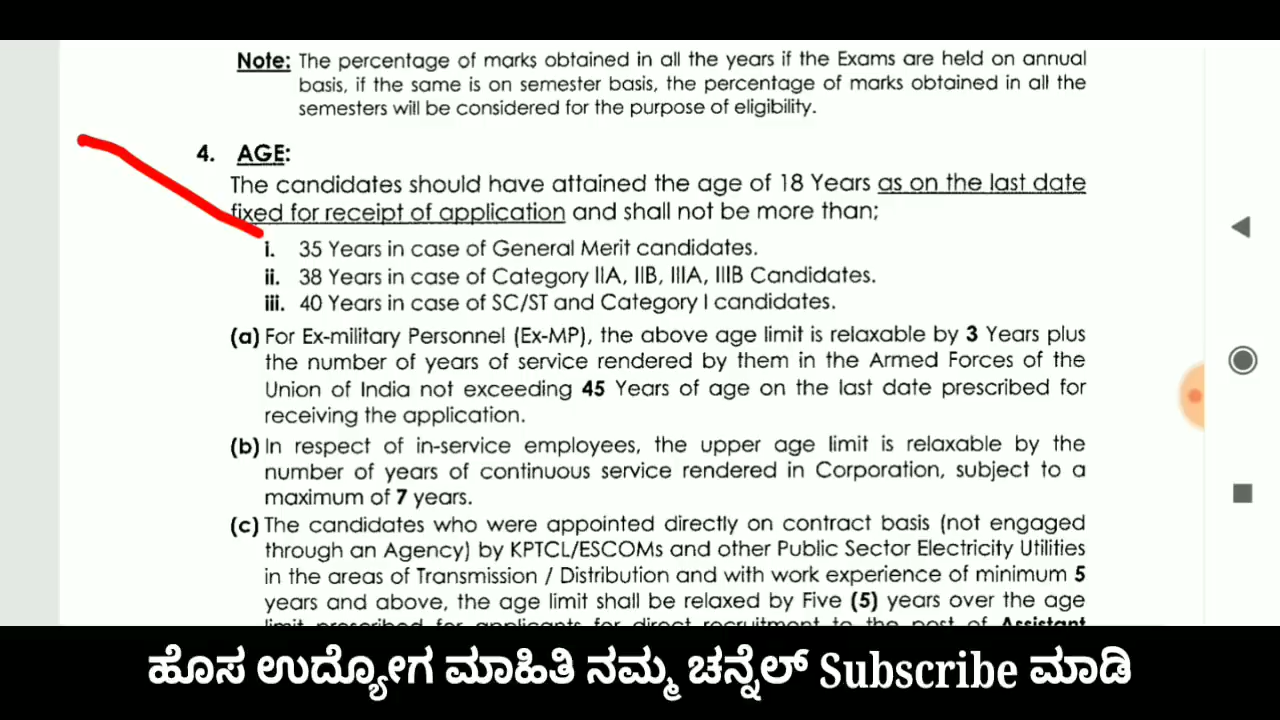 Note: The percentage of marks obtained in all the years if the Exams are held on annual
basis, if the same is on semester basis, the percentage of marks obtained in all the
semesters will be considered for the purpose of eligibility.
4. AGE:
The candidates should have attained the age of 18 Years as on the last date
fixed for receipt of application and shall not be more than;
i. 35 Years in case of General Merit candidates.
ii. 38 Years in case of Category IIA, IIB, IIIA, IIIB Candidates.
iii. 40 Years in case of SC/ST and Category I candidates.
(a) For Ex-military Personnel (Ex-MP), the above age limit is relaxable by 3 Years plus
the number of years of service rendered by them in the Armed Forces of the
Union of India not exceeding 45 Years of age on the last date prescribed for
receiving the application.
(b) In respect of in-service employees, the upper age limit is relaxable by the
number of years of continuous service rendered in Corporation, subject to a
maximum of 7 years.
(c) The candidates who were appointed directly on contract basis (not engaged
through an Agency) by KPTCL/ESCOMs and other Public Sector Electricity Utilities
in the areas of Transmission / Distribution and with work experience of minimum 5
years and above, the age limit shall be relaxed by Five (5) years over the age
limit prescribed for applicants for direct recruitment to the post of Assistant
ಹೊಸ ಉದ್ಯೋಗ ಮಾಹಿತಿ ನಮ್ಮ ಚನ್ನೆಲ್ Subscribe ಮಾಡಿ